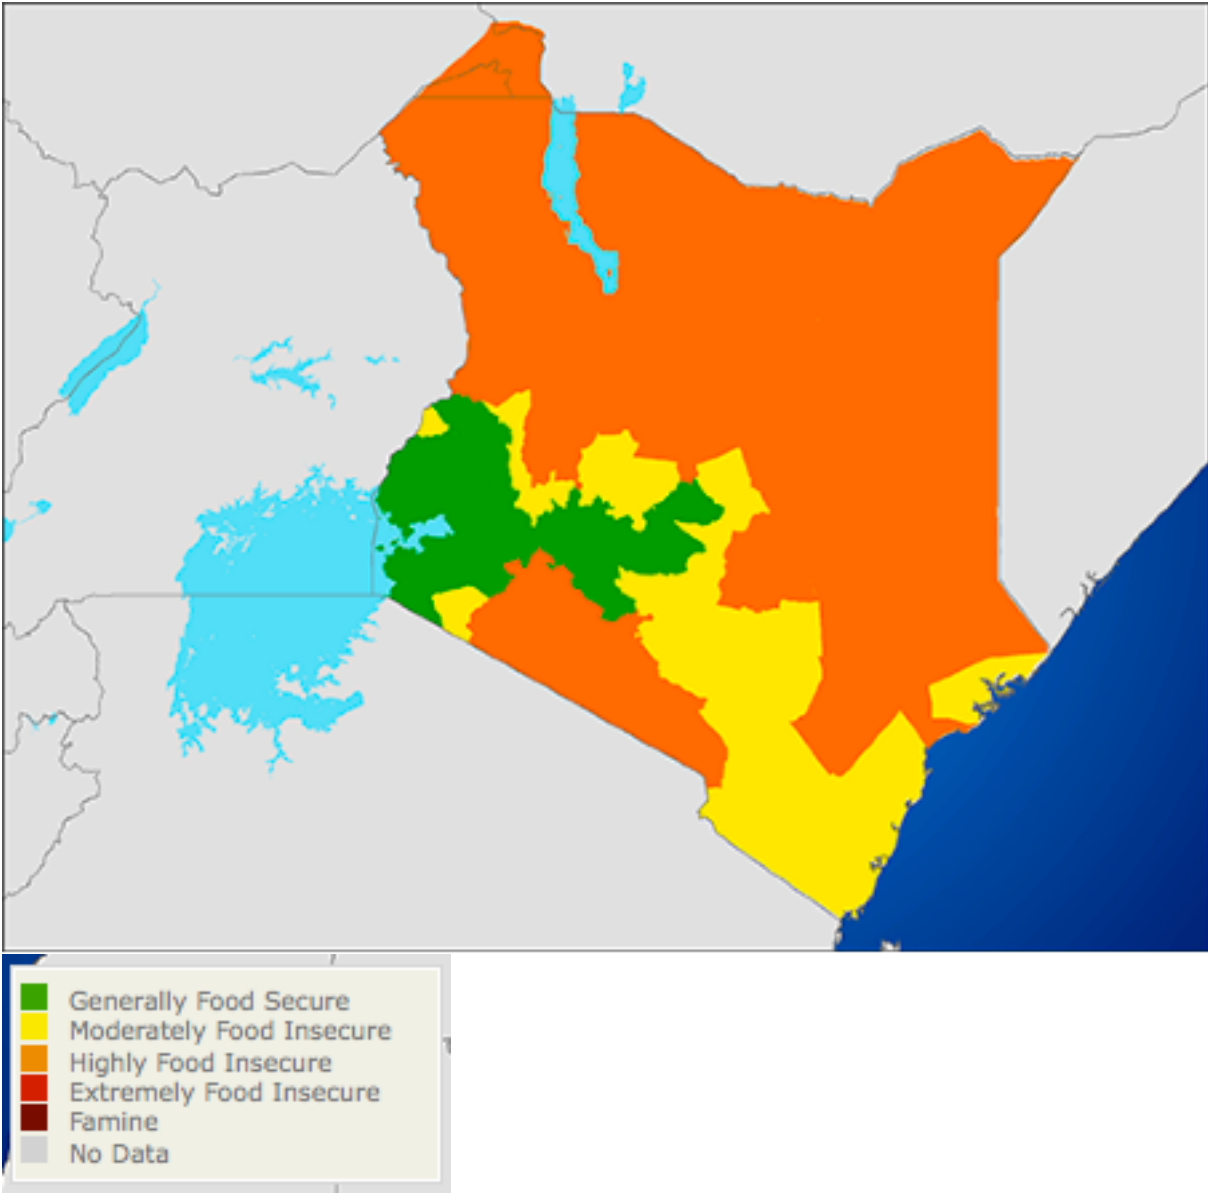 Generally Food Secure
Moderately Food Insecure
Highly Food Insecure
Extremely Food Insecure
Famine
No Data